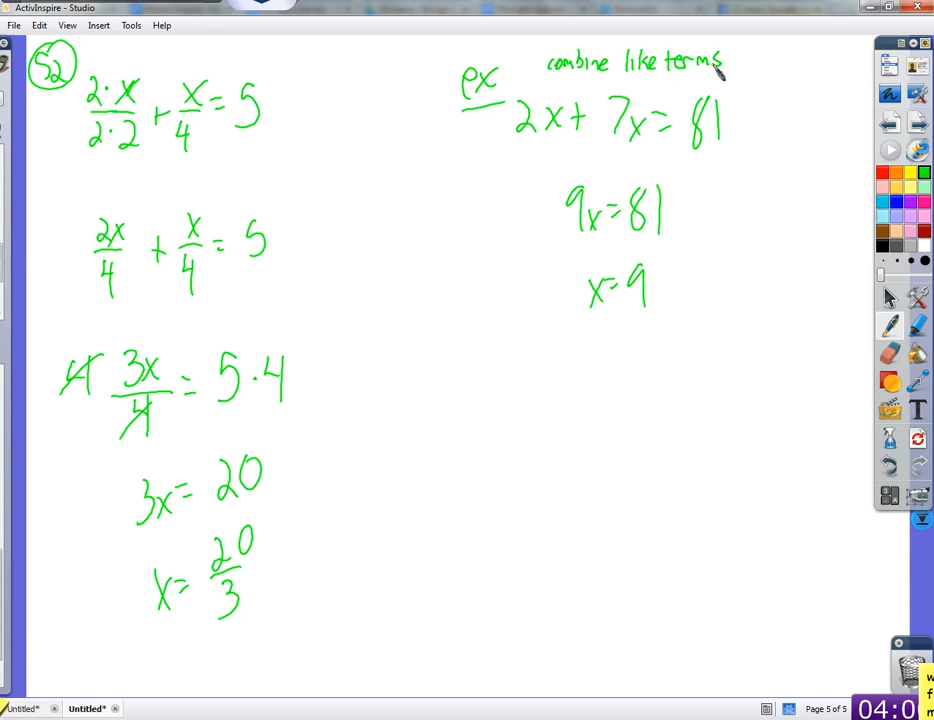 ActivInspire - Studio
File Edit View Insert Tools Help
52
2·x/2·2 + x/4 = 5
2x/4 + x/4 = 5
4 3x/4 = 5·4
3x = 20
x = 20/3
combine like terms
ex
2x + 7x = 81
9x = 81
x = 9
Untitled* Untitled* Page 5 of 5
04:0